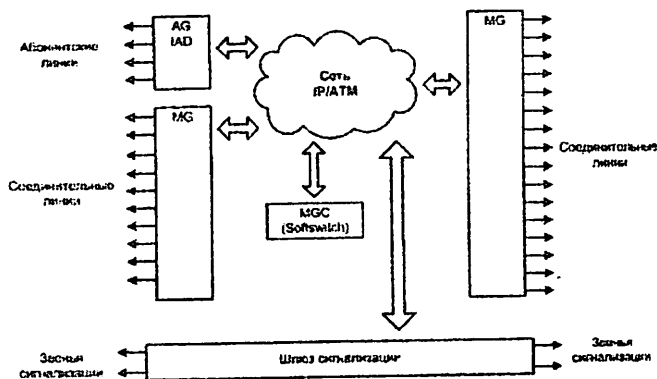 AG
IAD
Абонентские
линии
Сеть
IP/ATM
MG
MG
Соединительные
линии
Соединительные
линии
MGC
(Softswitch)
Шлюз сигнализации
Звенья
сигнализации
Звенья
сигнализации